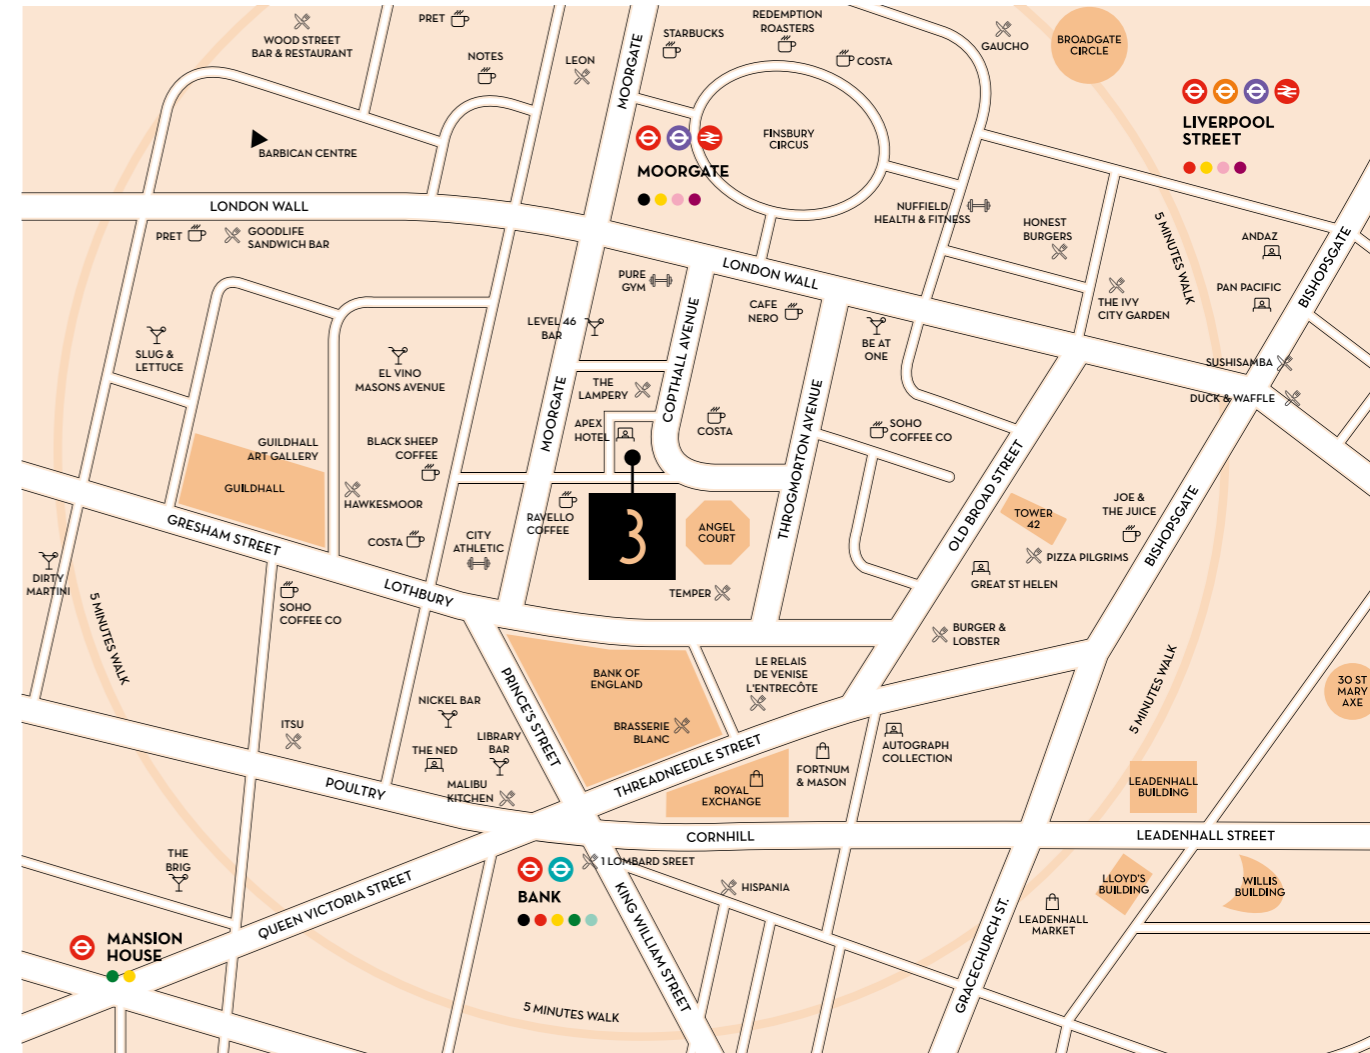 WOOD STREET
BAR & RESTAURANT
PRET
NOTES
LEON
MOORGATE
STARBUCKS
REDEMPTION
ROASTERS
COSTA
GAUCHO
BROADGATE
CIRCLE
LIVERPOOL
STREET
BARBICAN CENTRE
MOORGATE
FINSBURY
CIRCUS
LONDON WALL
PRET
GOODLIFE
SANDWICH BAR
NUFFIELD
HEALTH & FITNESS
HONEST
BURGERS
5 MINUTES WALK
ANDAZ
PAN PACIFIC
BISHOPSGATE
PURE
GYM
LONDON WALL
CAFE
NERO
THE IVY
CITY GARDEN
SLUG &
LETTUCE
EL VINO
MASONS AVENUE
LEVEL 46
BAR
COPTHALL AVENUE
BE AT
ONE
SUSHISAMBA
DUCK & WAFFLE
THE
LAMPERY
MOORGATE
APEX
HOTEL
COSTA
THROGMORTON AVENUE
SOHO
COFFEE CO
GUILDHALL
ART GALLERY
GUILDHALL
BLACK SHEEP
COFFEE
HAWKESMOOR
GRESHAM STREET
COSTA
CITY
ATHLETIC
RAVELLO
COFFEE
3
ANGEL
COURT
OLD BROAD STREET
TOWER
42
JOE &
THE JUICE
PIZZA PILGRIMS
BISHOPSGATE
GREAT ST HELEN
DIRTY
MARTINI
5 MINUTES WALK
SOHO
COFFEE CO
LOTHBURY
TEMPER
BURGER &
LOBSTER
BANK OF
ENGLAND
LE RELAIS
DE VENISE
L'ENTRECÔTE
5 MINUTES WALK
30 ST
MARY
AXE
PRINCE'S STREET
NICKEL BAR
ITSU
THE NED
LIBRARY
BAR
BRASSERIE
BLANC
THREADNEEDLE STREET
AUTOGRAPH
COLLECTION
FORTNUM
& MASON
POULTRY
MALIBU
KITCHEN
ROYAL
EXCHANGE
LEADENHALL
BUILDING
CORNHILL
LEADENHALL STREET
THE
BRIG
1 LOMBARD SREET
BANK
HISPANIA
LLOYD'S
BUILDING
WILLIS
BUILDING
QUEEN VICTORIA STREET
KING WILLIAM STREET
LEADENHALL
MARKET
GRACECHURCH ST.
MANSION
HOUSE
5 MINUTES WALK